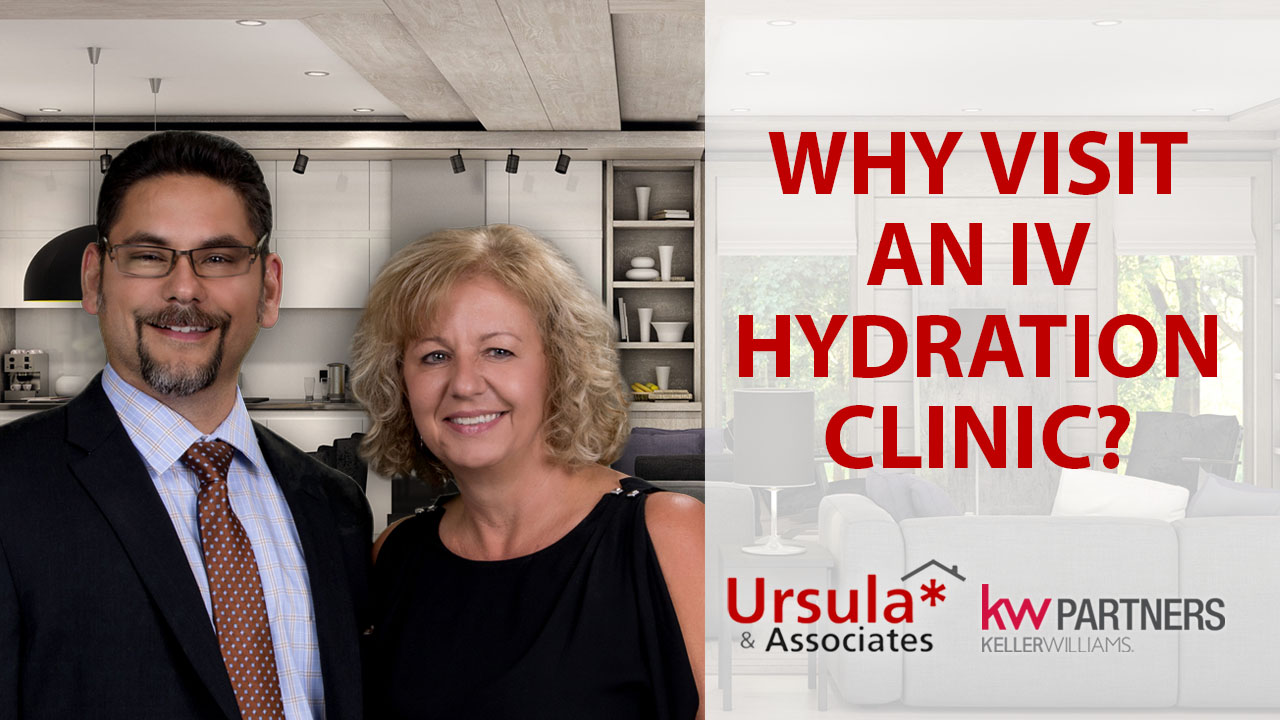 WHY VISIT
AN IV
HYDRATION
CLINIC?
Ursula*
& Associates
kw PARTNERS
KELLERWILLIAMS.